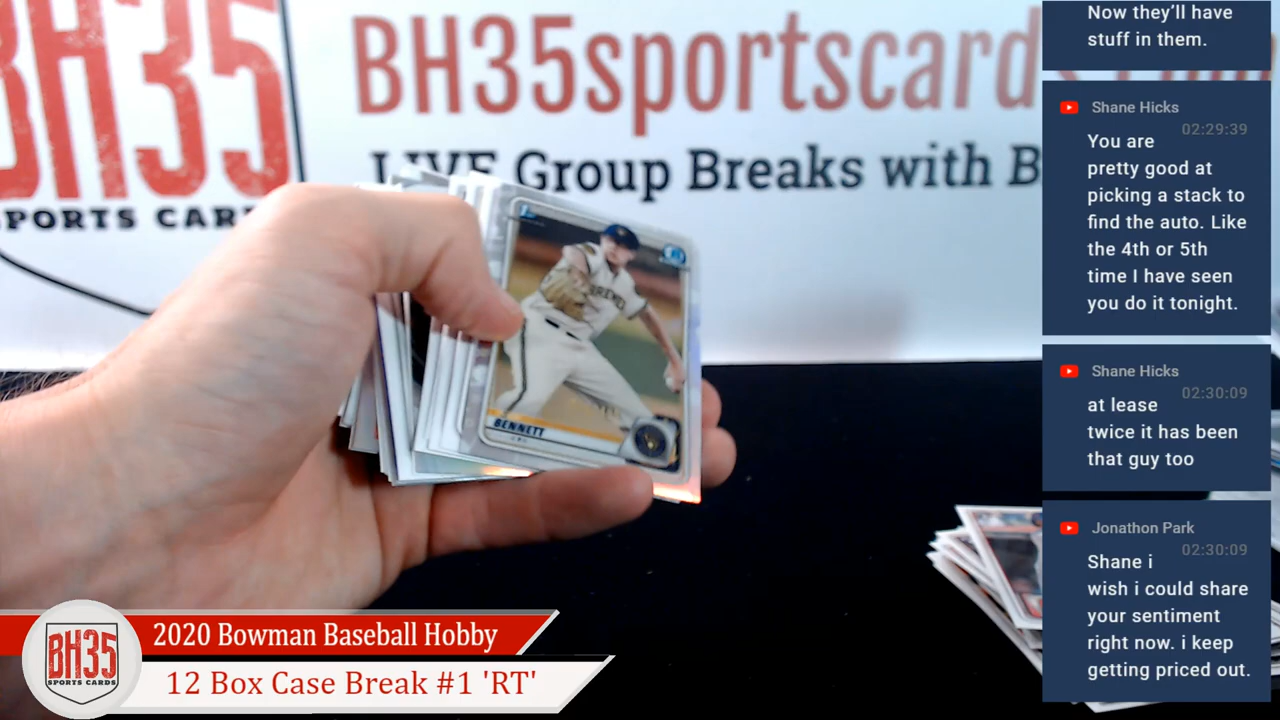 BH35
SPORTS CARDS
BH35sportscard
LIVE Group Breaks with B
BREWE
BENNETT
Now they'll have
stuff in them.
Shane Hicks
02:29:39
You are
pretty good at
picking a stack to
find the auto. Like
the 4th or 5th
time I have seen
you do it tonight.
Shane Hicks
02:30:09
at lease
twice it has been
that guy too
Jonathon Park
02:30:09
Shane i
wish i could share
your sentiment
right now. i keep
getting priced out.
BH35
SPORTS CARDS
2020 Bowman Baseball Hobby
12 Box Case Break #1 'RT'